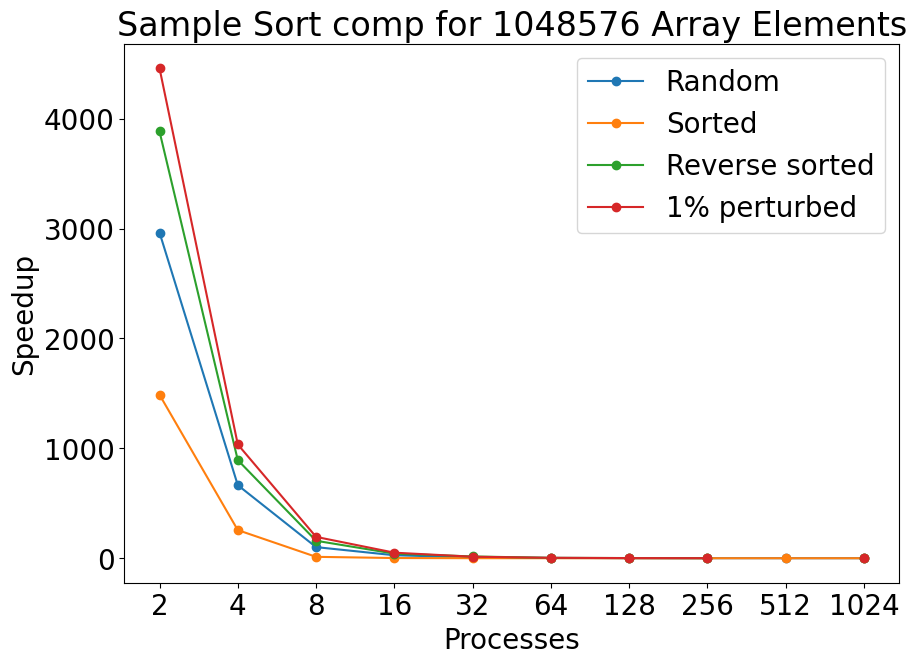 Sample Sort comp for 1048576 Array Elements
Random
Sorted
Reverse sorted
1% perturbed
Speedup
4000
3000
2000
1000
0
2 4 8 16 32 64 128 256 512 1024
Processes